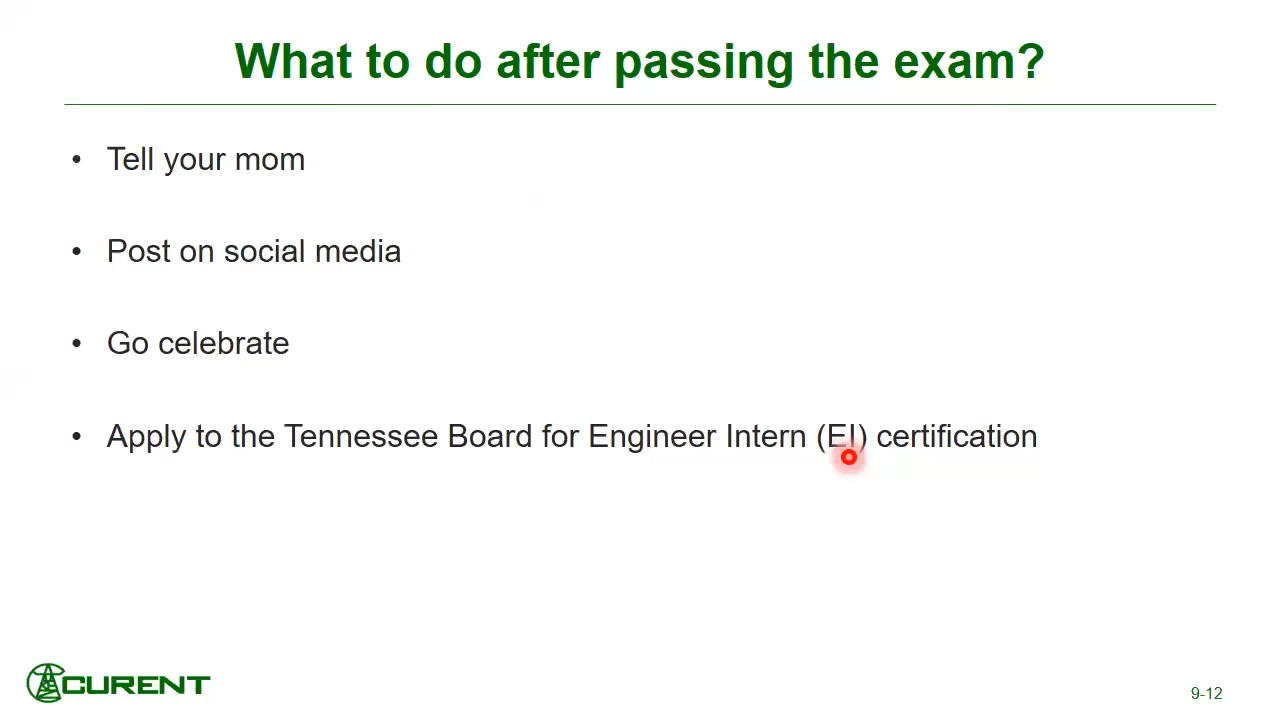 What to do after passing the exam?
• Tell your mom
• Post on social media
• Go celebrate
• Apply to the Tennessee Board for Engineer Intern (EI) certification
CURENT
9-12